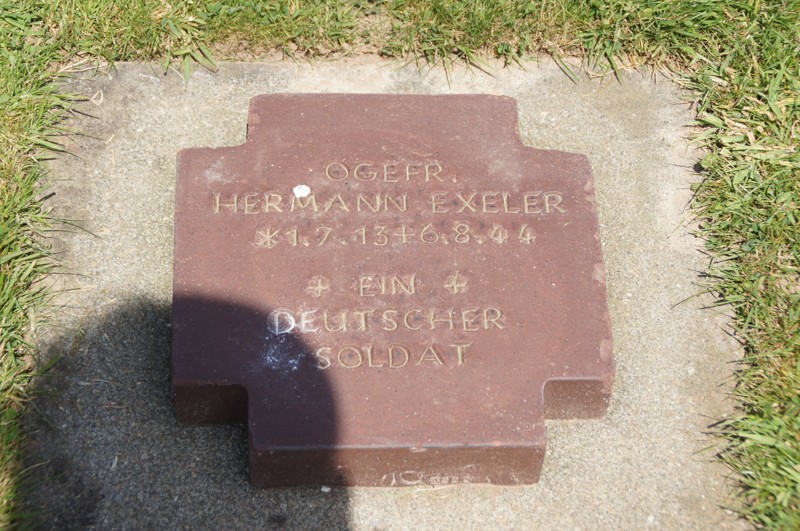 OGEFR.
HERMANN EXELER
*1.7.13+6.8.44
+ EIN +
DEUTSCHER
SOLDAT